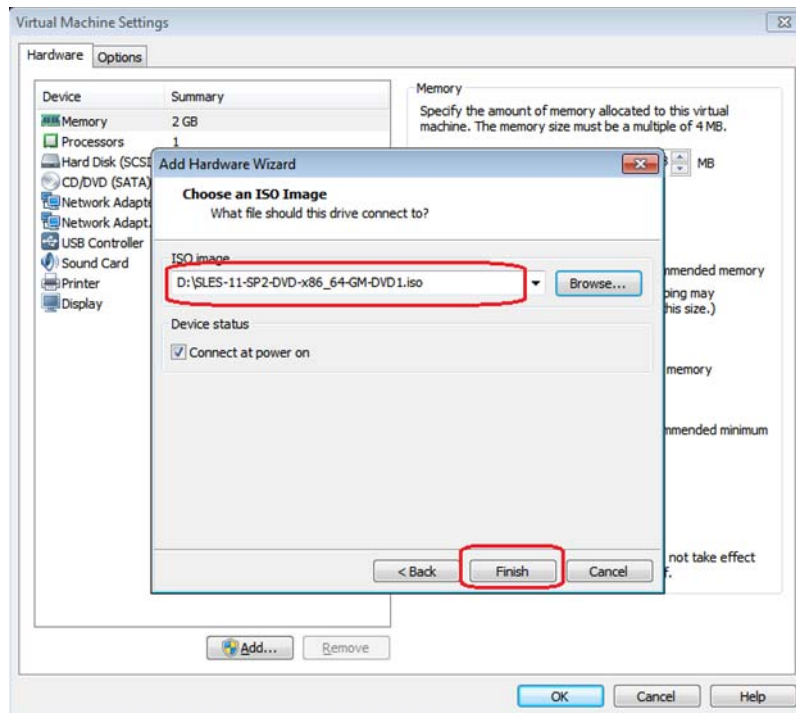 Virtual Machine Settings
Hardware Options
Device Summary
Memory 2 GB
Processors 1
Hard Disk (SCSI
CD/DVD (SATA)
Network Adapte
Network Adapt.
USB Controller
Sound Card
Printer
Display
Add... Remove
Memory
Specify the amount of memory allocated to this virtual
machine. The memory size must be a multiple of 4 MB.
MB
mmended memory
ping may
his size.)
memory
mmended minimum
not take effect
f.
Add Hardware Wizard
Choose an ISO Image
What file should this drive connect to?
ISO image
D:\SLES-11-SP2-DVD-x86_64-GM-DVD1.iso Browse...
Device status
Connect at power on
< Back Finish Cancel
OK Cancel Help